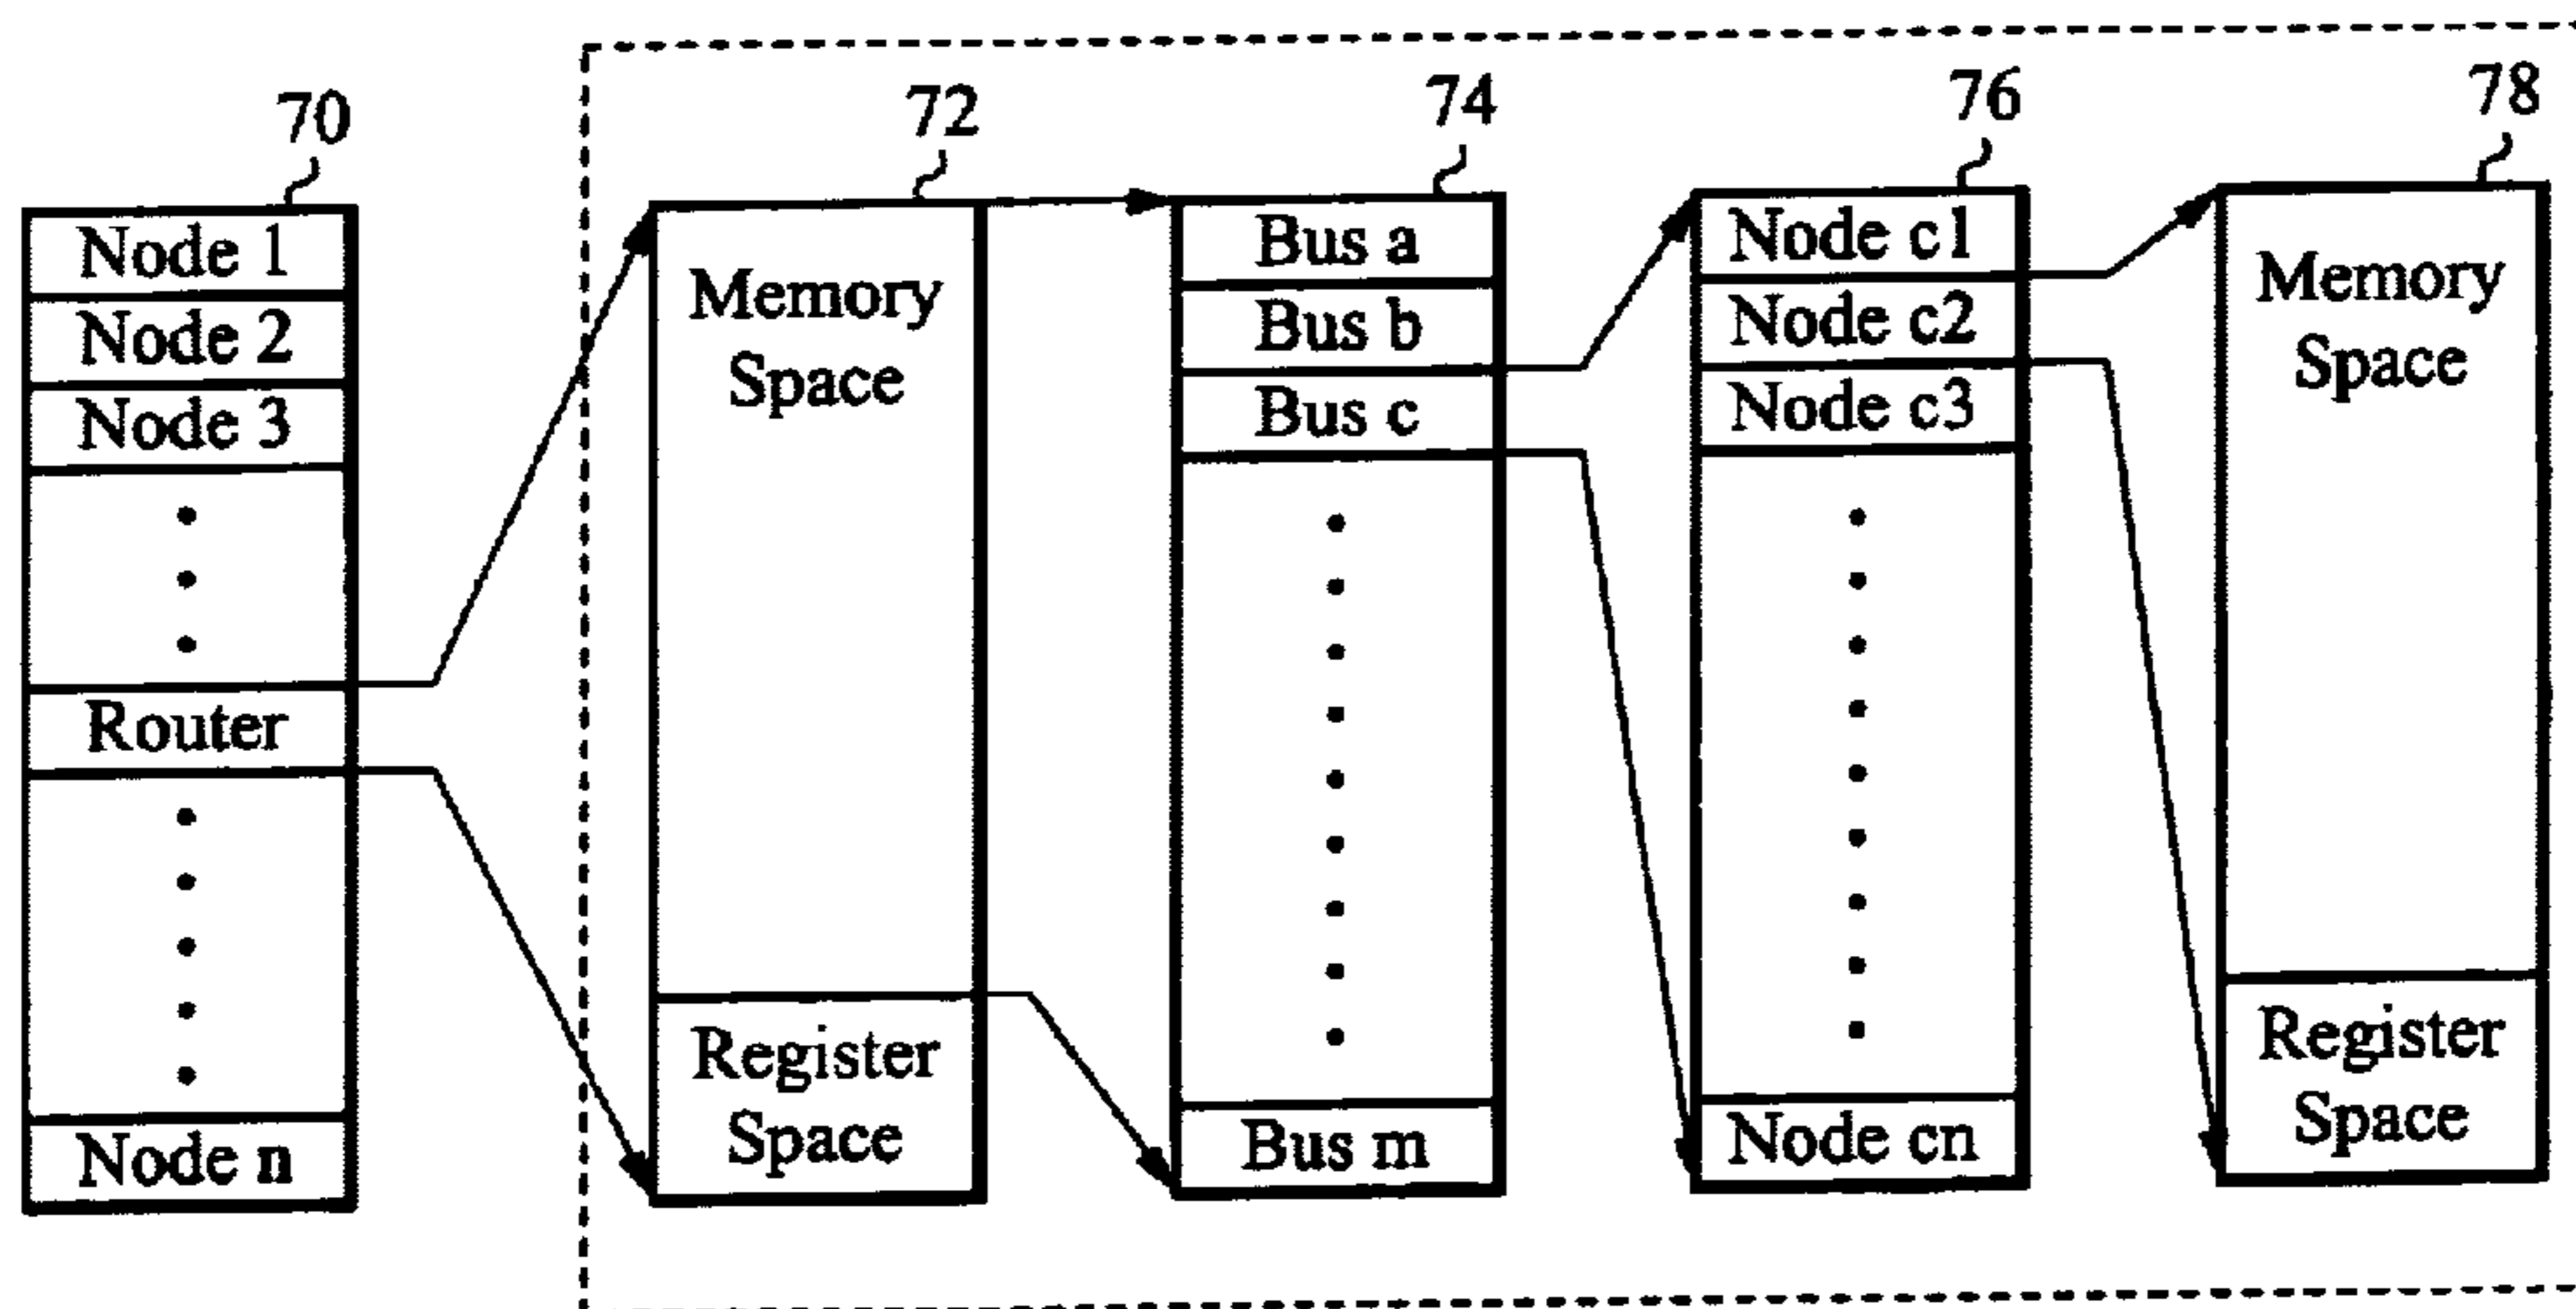 70
72
74
76
78
Node 1
Node 2
Node 3
Router
Node n
Memory
Space
Register
Space
Bus a
Bus b
Bus c
Bus m
Node c1
Node c2
Node c3
Node cn
Memory
Space
Register
Space